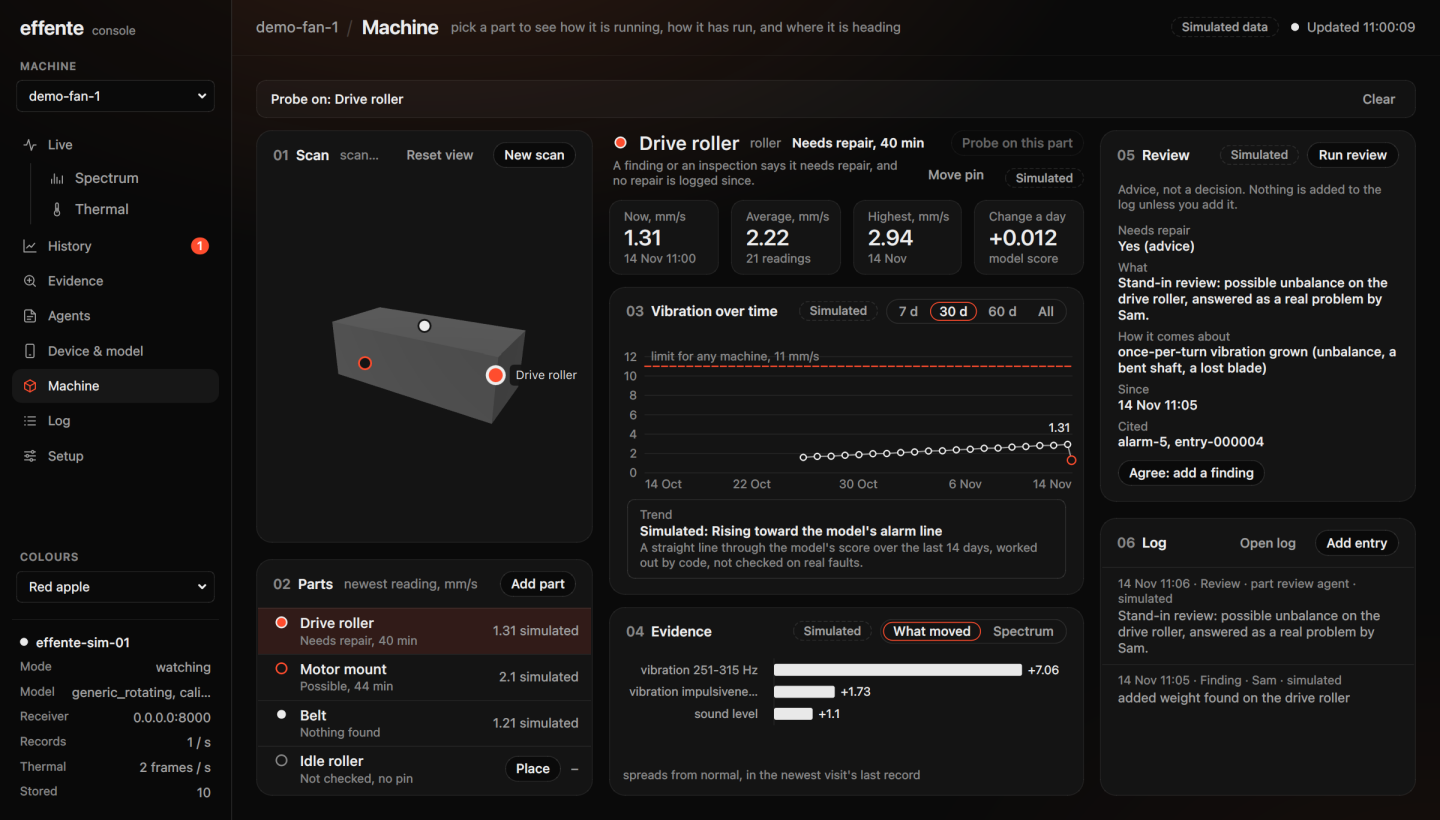 effente console
MACHINE
demo-fan-1
Live
Spectrum
Thermal
History
1
Evidence
Agents
Device & model
Machine
Log
Setup
COLOURS
Red apple
effente-sim-01
Mode watching
Model generic_rotating, cali...
Receiver 0.0.0.0:8000
Records 1 / s
Thermal 2 frames / s
Stored 10
demo-fan-1 / Machine pick a part to see how it is running, how it has run, and where it is heading
Simulated data
Updated 11:00:09
Probe on: Drive roller
Clear
01 Scan scan... Reset view New scan
Drive roller
02 Parts newest reading, mm/s Add part
Drive roller
Needs repair, 40 min
1.31 simulated
Motor mount
Possible, 44 min
2.1 simulated
Belt
Nothing found
1.21 simulated
Idle roller
Not checked, no pin
Place –
Drive roller roller Needs repair, 40 min Probe on this part
A finding or an inspection says it needs repair, and
no repair is logged since.
Move pin Simulated
Now, mm/s
1.31
14 Nov 11:00
Average, mm/s
2.22
21 readings
Highest, mm/s
2.94
14 Nov
Change a day
+0.012
model score
03 Vibration over time Simulated 7 d 30 d 60 d All
12
limit for any machine, 11 mm/s
10
8
6
4
2
0
1.31
14 Oct 22 Oct 30 Oct 6 Nov 14 Nov
Trend
Simulated: Rising toward the model's alarm line
A straight line through the model's score over the last 14 days, worked
out by code, not checked on real faults.
04 Evidence Simulated What moved Spectrum
vibration 251-315 Hz +7.06
vibration impulsivene... +1.73
sound level +1.1
spreads from normal, in the newest visit's last record
05 Review Simulated Run review
Advice, not a decision. Nothing is added to the
log unless you add it.
Needs repair
Yes (advice)
What
Stand-in review: possible unbalance on the
drive roller, answered as a real problem by
Sam.
How it comes about
once-per-turn vibration grown (unbalance, a
bent shaft, a lost blade)
Since
14 Nov 11:05
Cited
alarm-5, entry-000004
Agree: add a finding
06 Log Open log Add entry
14 Nov 11:06 · Review · part review agent ·
simulated
Stand-in review: possible unbalance on the
drive roller, answered as a real problem by
Sam.
14 Nov 11:05 · Finding · Sam · simulated
added weight found on the drive roller